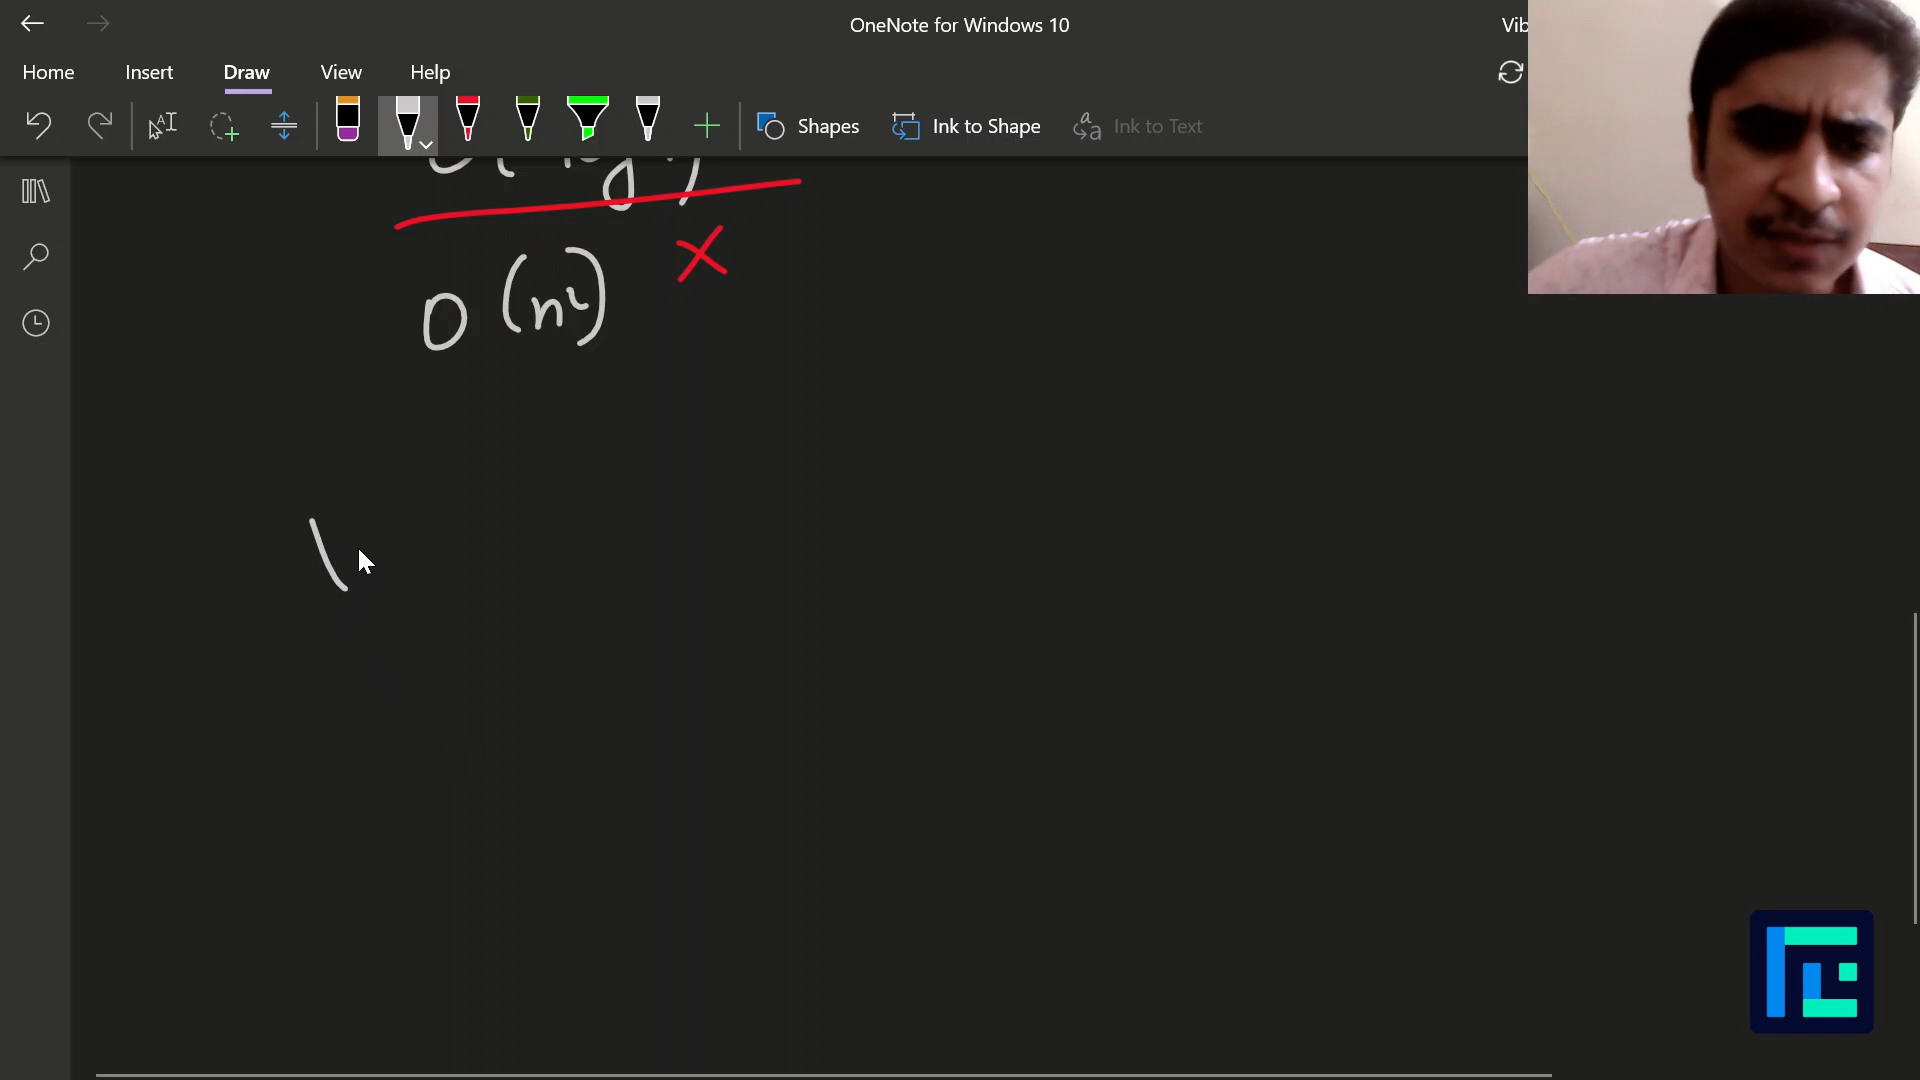 OneNote for Windows 10
Vib
Home Insert Draw View Help
Shapes Ink to Shape Ink to Text
O (n²)
X